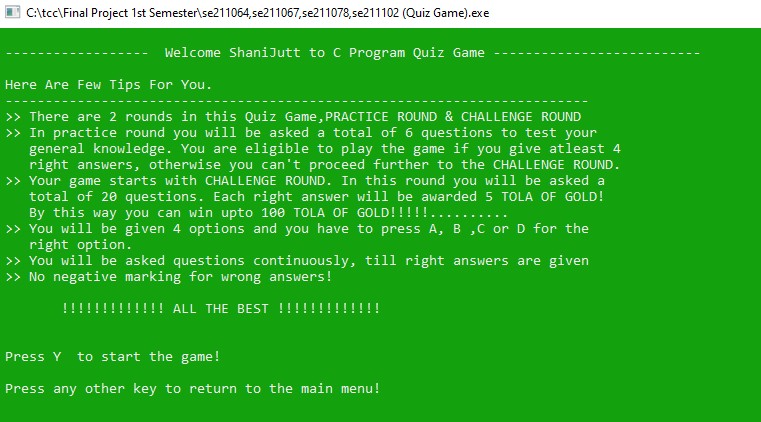 C:\tcc\Final Project 1st Semester\se211064,se211067,se211078,se211102 (Quiz Game).exe
------------------  Welcome ShaniJutt to C Program Quiz Game --------------------------
Here Are Few Tips For You.
-------------------------------------------------------------------------
>> There are 2 rounds in this Quiz Game,PRACTICE ROUND & CHALLENGE ROUND
>> In practice round you will be asked a total of 6 questions to test your
   general knowledge. You are eligible to play the game if you give atleast 4
   right answers, otherwise you can't proceed further to the CHALLENGE ROUND.
>> Your game starts with CHALLENGE ROUND. In this round you will be asked a
   total of 20 questions. Each right answer will be awarded 5 TOLA OF GOLD!
   By this way you can win upto 100 TOLA OF GOLD!!!!!..........
>> You will be given 4 options and you have to press A, B ,C or D for the
   right option.
>> You will be asked questions continuously, till right answers are given
>> No negative marking for wrong answers!
       !!!!!!!!!!!!! ALL THE BEST !!!!!!!!!!!!!
Press Y  to start the game!
Press any other key to return to the main menu!